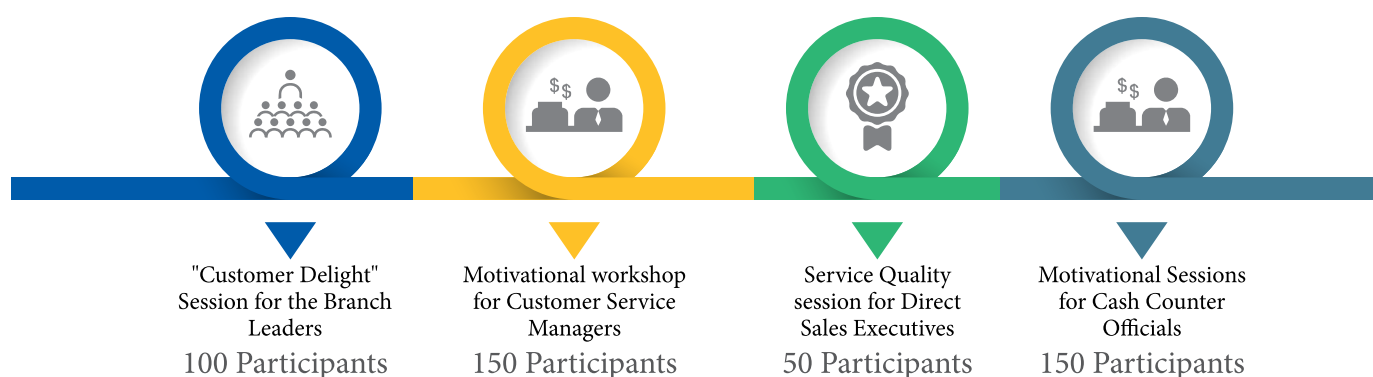 $$
$$
"Customer Delight"
Session for the Branch
Leaders
100 Participants
Motivational workshop
for Customer Service
Managers
150 Participants
Service Quality
session for Direct
Sales Executives
50 Participants
Motivational Sessions
for Cash Counter
Officials
150 Participants